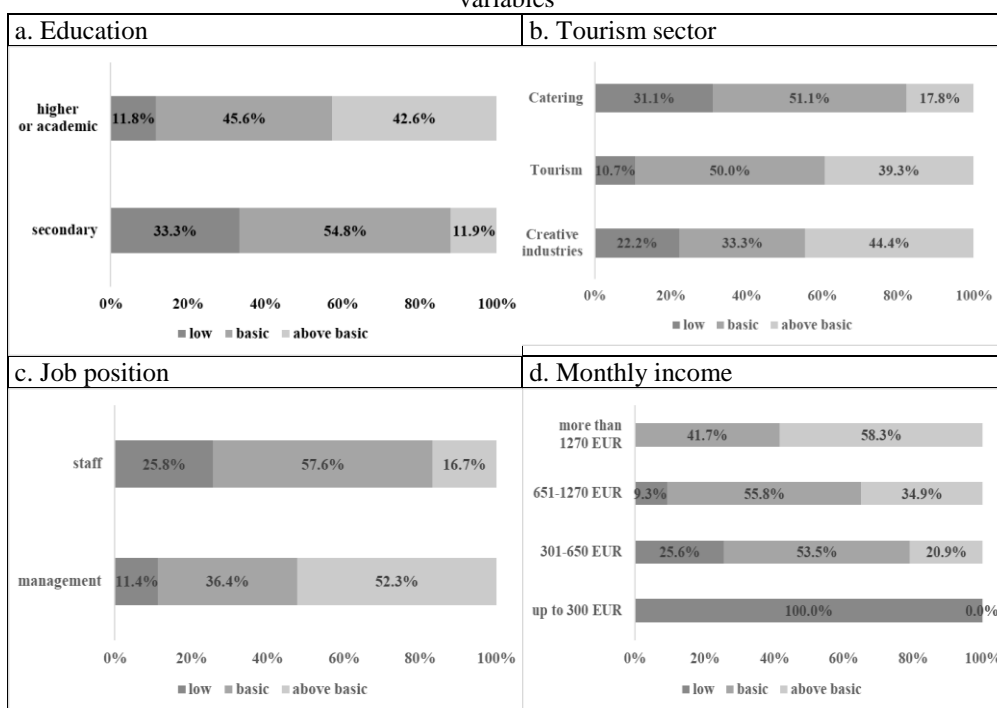 variables
a. Education
b. Tourism sector
higher
or academic
11.8% 45.6% 42.6%
secondary
33.3% 54.8% 11.9%
0% 20% 40% 60% 80% 100%
low basic above basic
Catering
31.1% 51.1% 17.8%
Tourism
10.7% 50.0% 39.3%
Creative
industries
22.2% 33.3% 44.4%
0% 20% 40% 60% 80% 100%
low basic above basic
c. Job position
d. Monthly income
staff
25.8% 57.6% 16.7%
management
11.4% 36.4% 52.3%
0% 20% 40% 60% 80% 100%
low basic above basic
more than
1270 EUR
41.7% 58.3%
651-1270 EUR
9.3% 55.8% 34.9%
301-650 EUR
25.6% 53.5% 20.9%
up to 300 EUR
100.0% 0.0%
0% 20% 40% 60% 80% 100%
low basic above basic